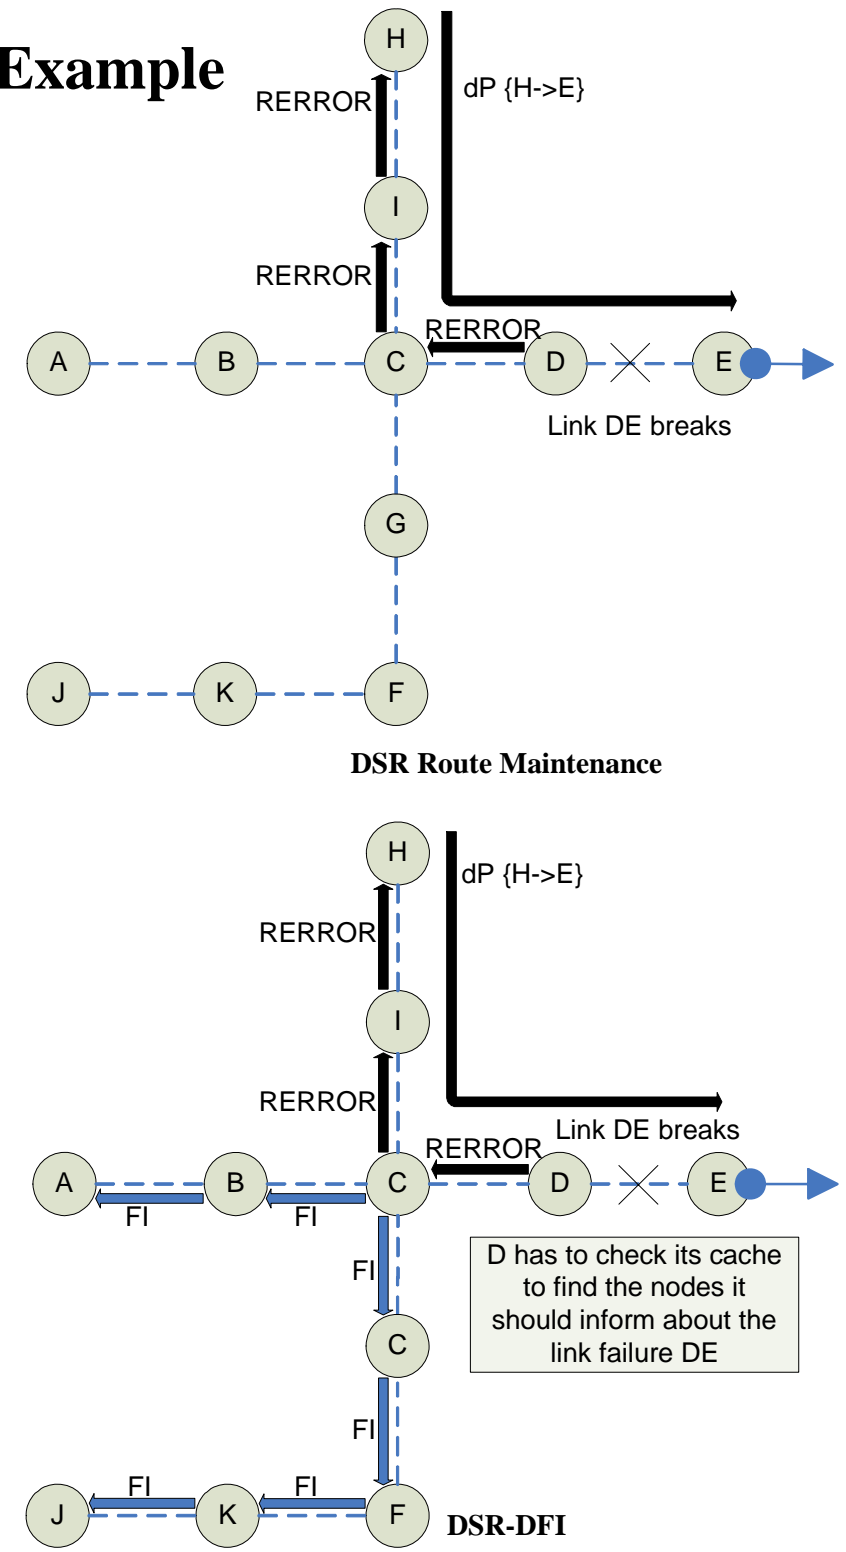 Example
H
dP {H->E}
RERROR
I
RERROR
RERROR
A
B
C
D
E
Link DE breaks
G
J
K
F
DSR Route Maintenance
H
dP {H->E}
RERROR
I
RERROR
Link DE breaks
RERROR
A
B
C
D
E
FI
FI
D has to check its cache
to find the nodes it
should inform about the
link failure DE
FI
C
FI
FI
FI
J
K
F
DSR-DFI